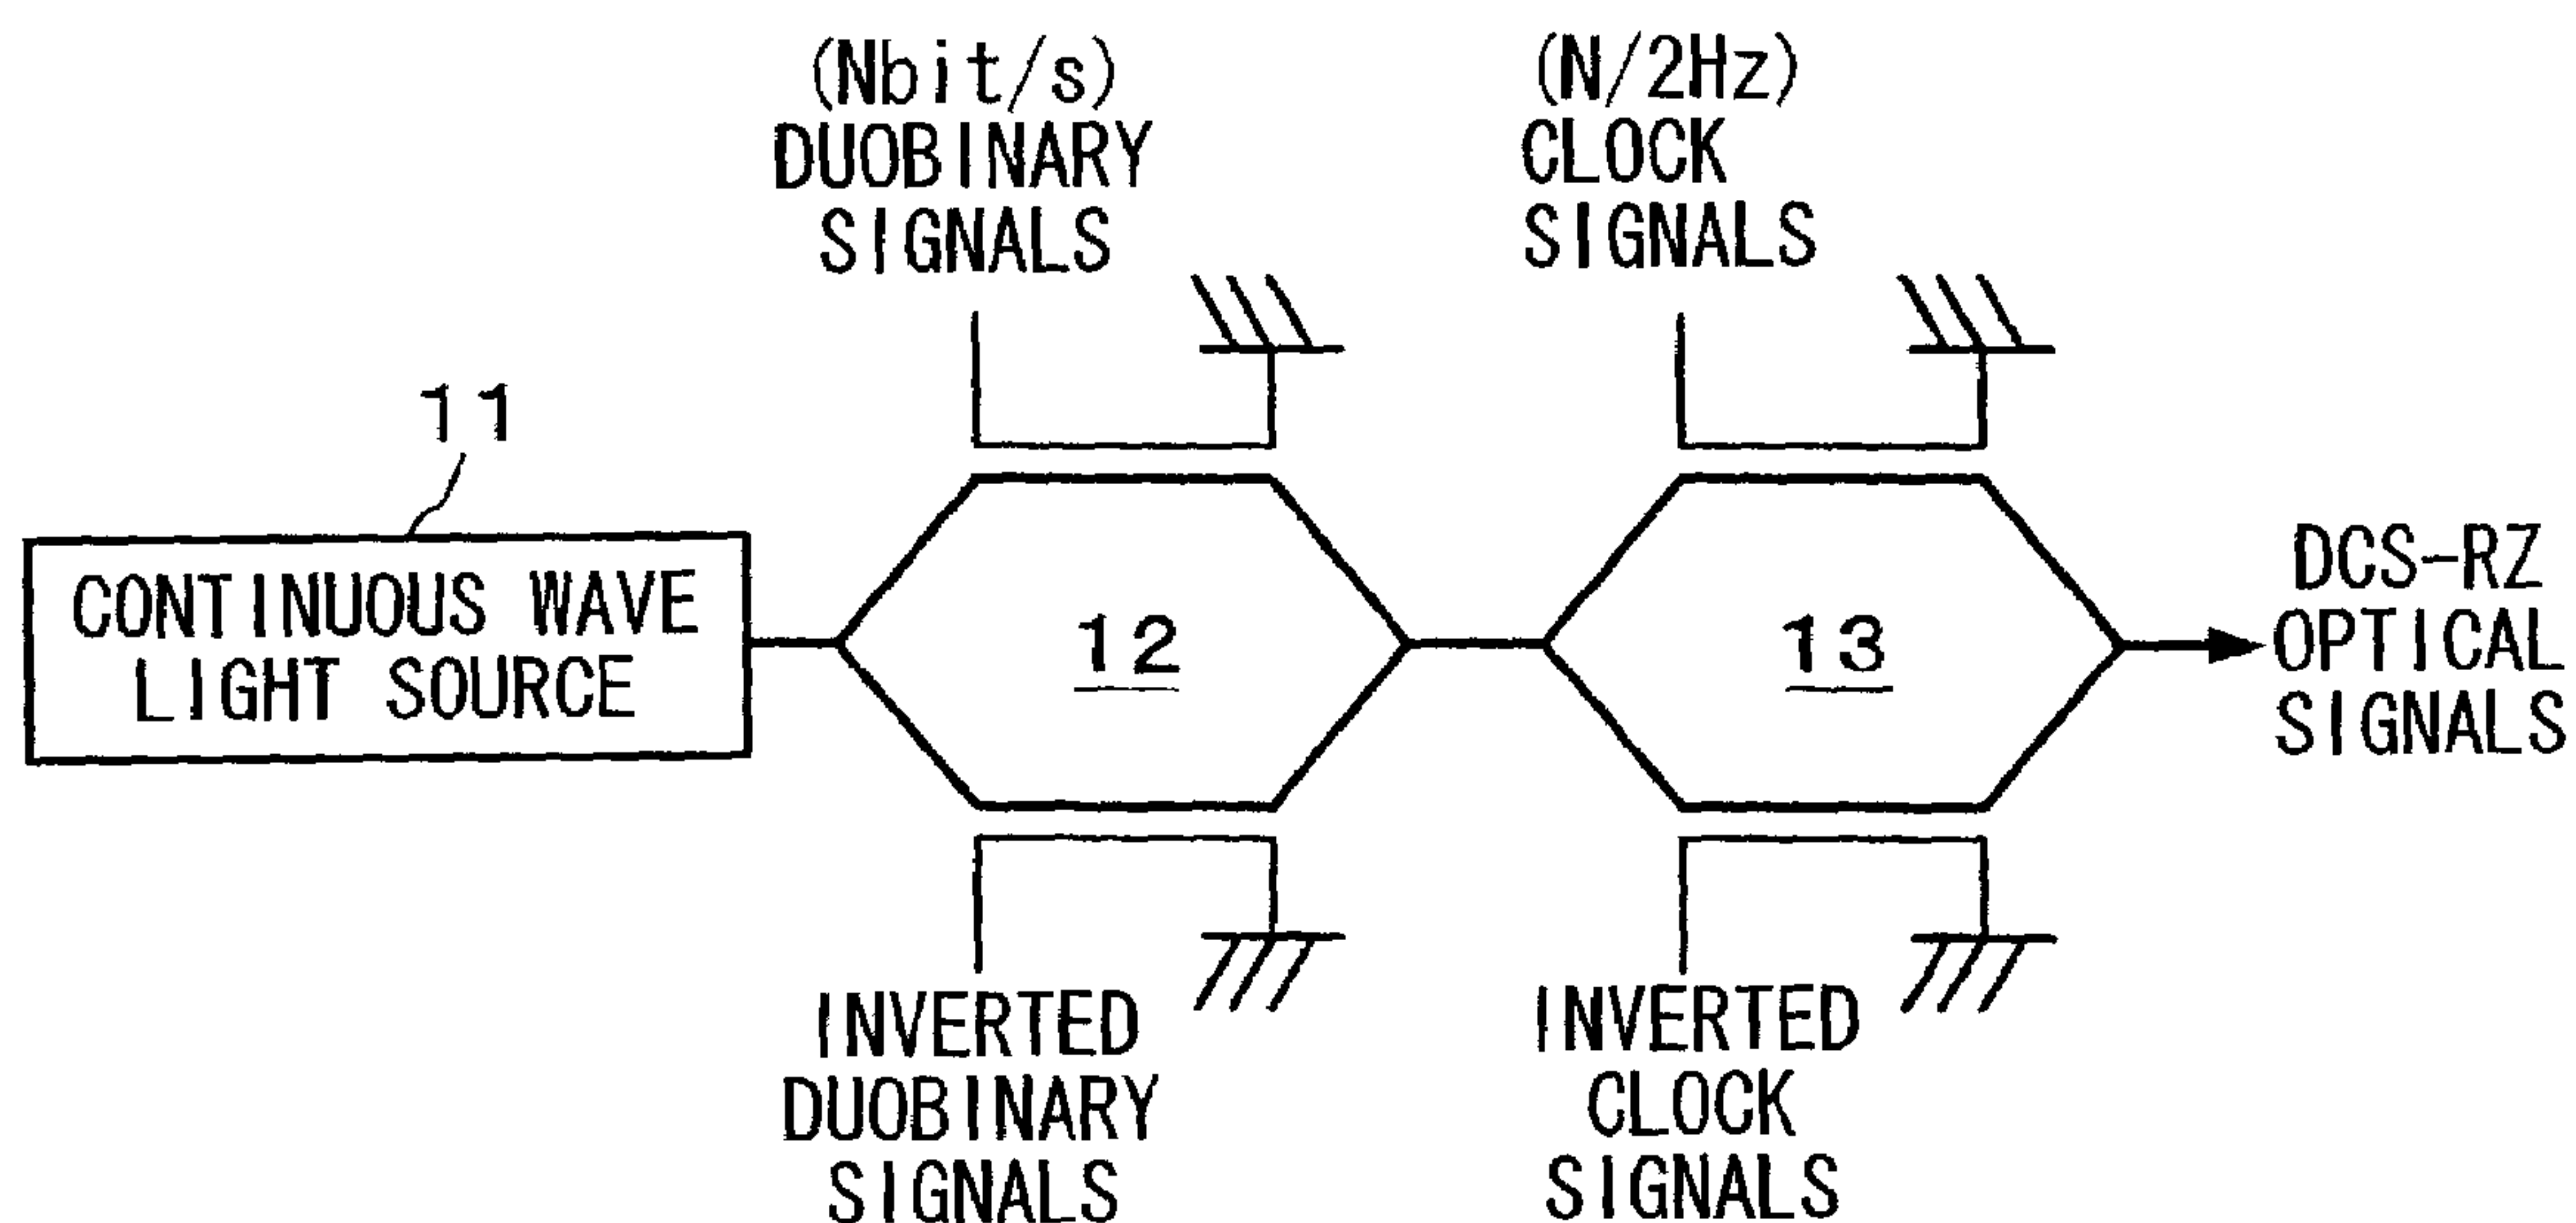 (Nbit/s)
DUOBINARY
SIGNALS
(N/2Hz)
CLOCK
SIGNALS
11
CONTINUOUS WAVE
LIGHT SOURCE
12
13
DCS-RZ
OPTICAL
SIGNALS
INVERTED
DUOBINARY
SIGNALS
INVERTED
CLOCK
SIGNALS